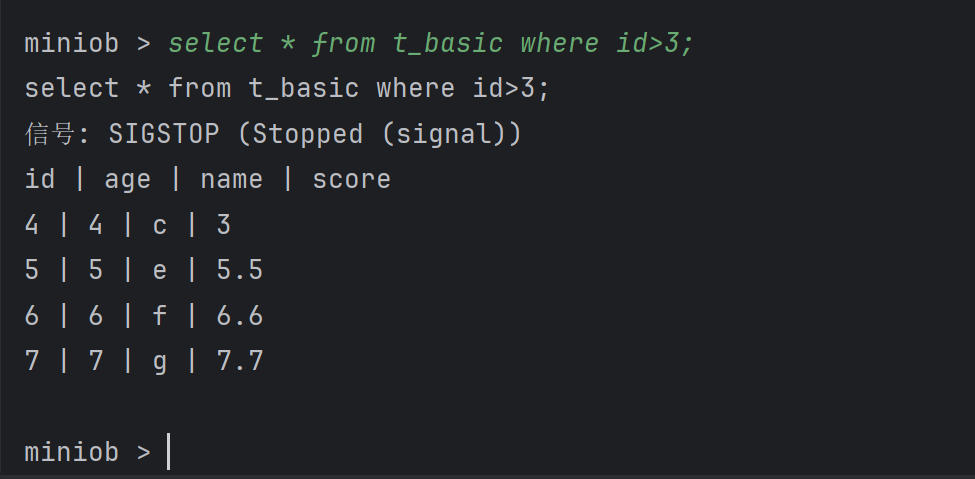 miniob > select * from t_basic where id>3;
select * from t_basic where id>3;
信号: SIGSTOP (Stopped (signal))
id | age | name | score
4 | 4 | c | 3
5 | 5 | e | 5.5
6 | 6 | f | 6.6
7 | 7 | g | 7.7
miniob >